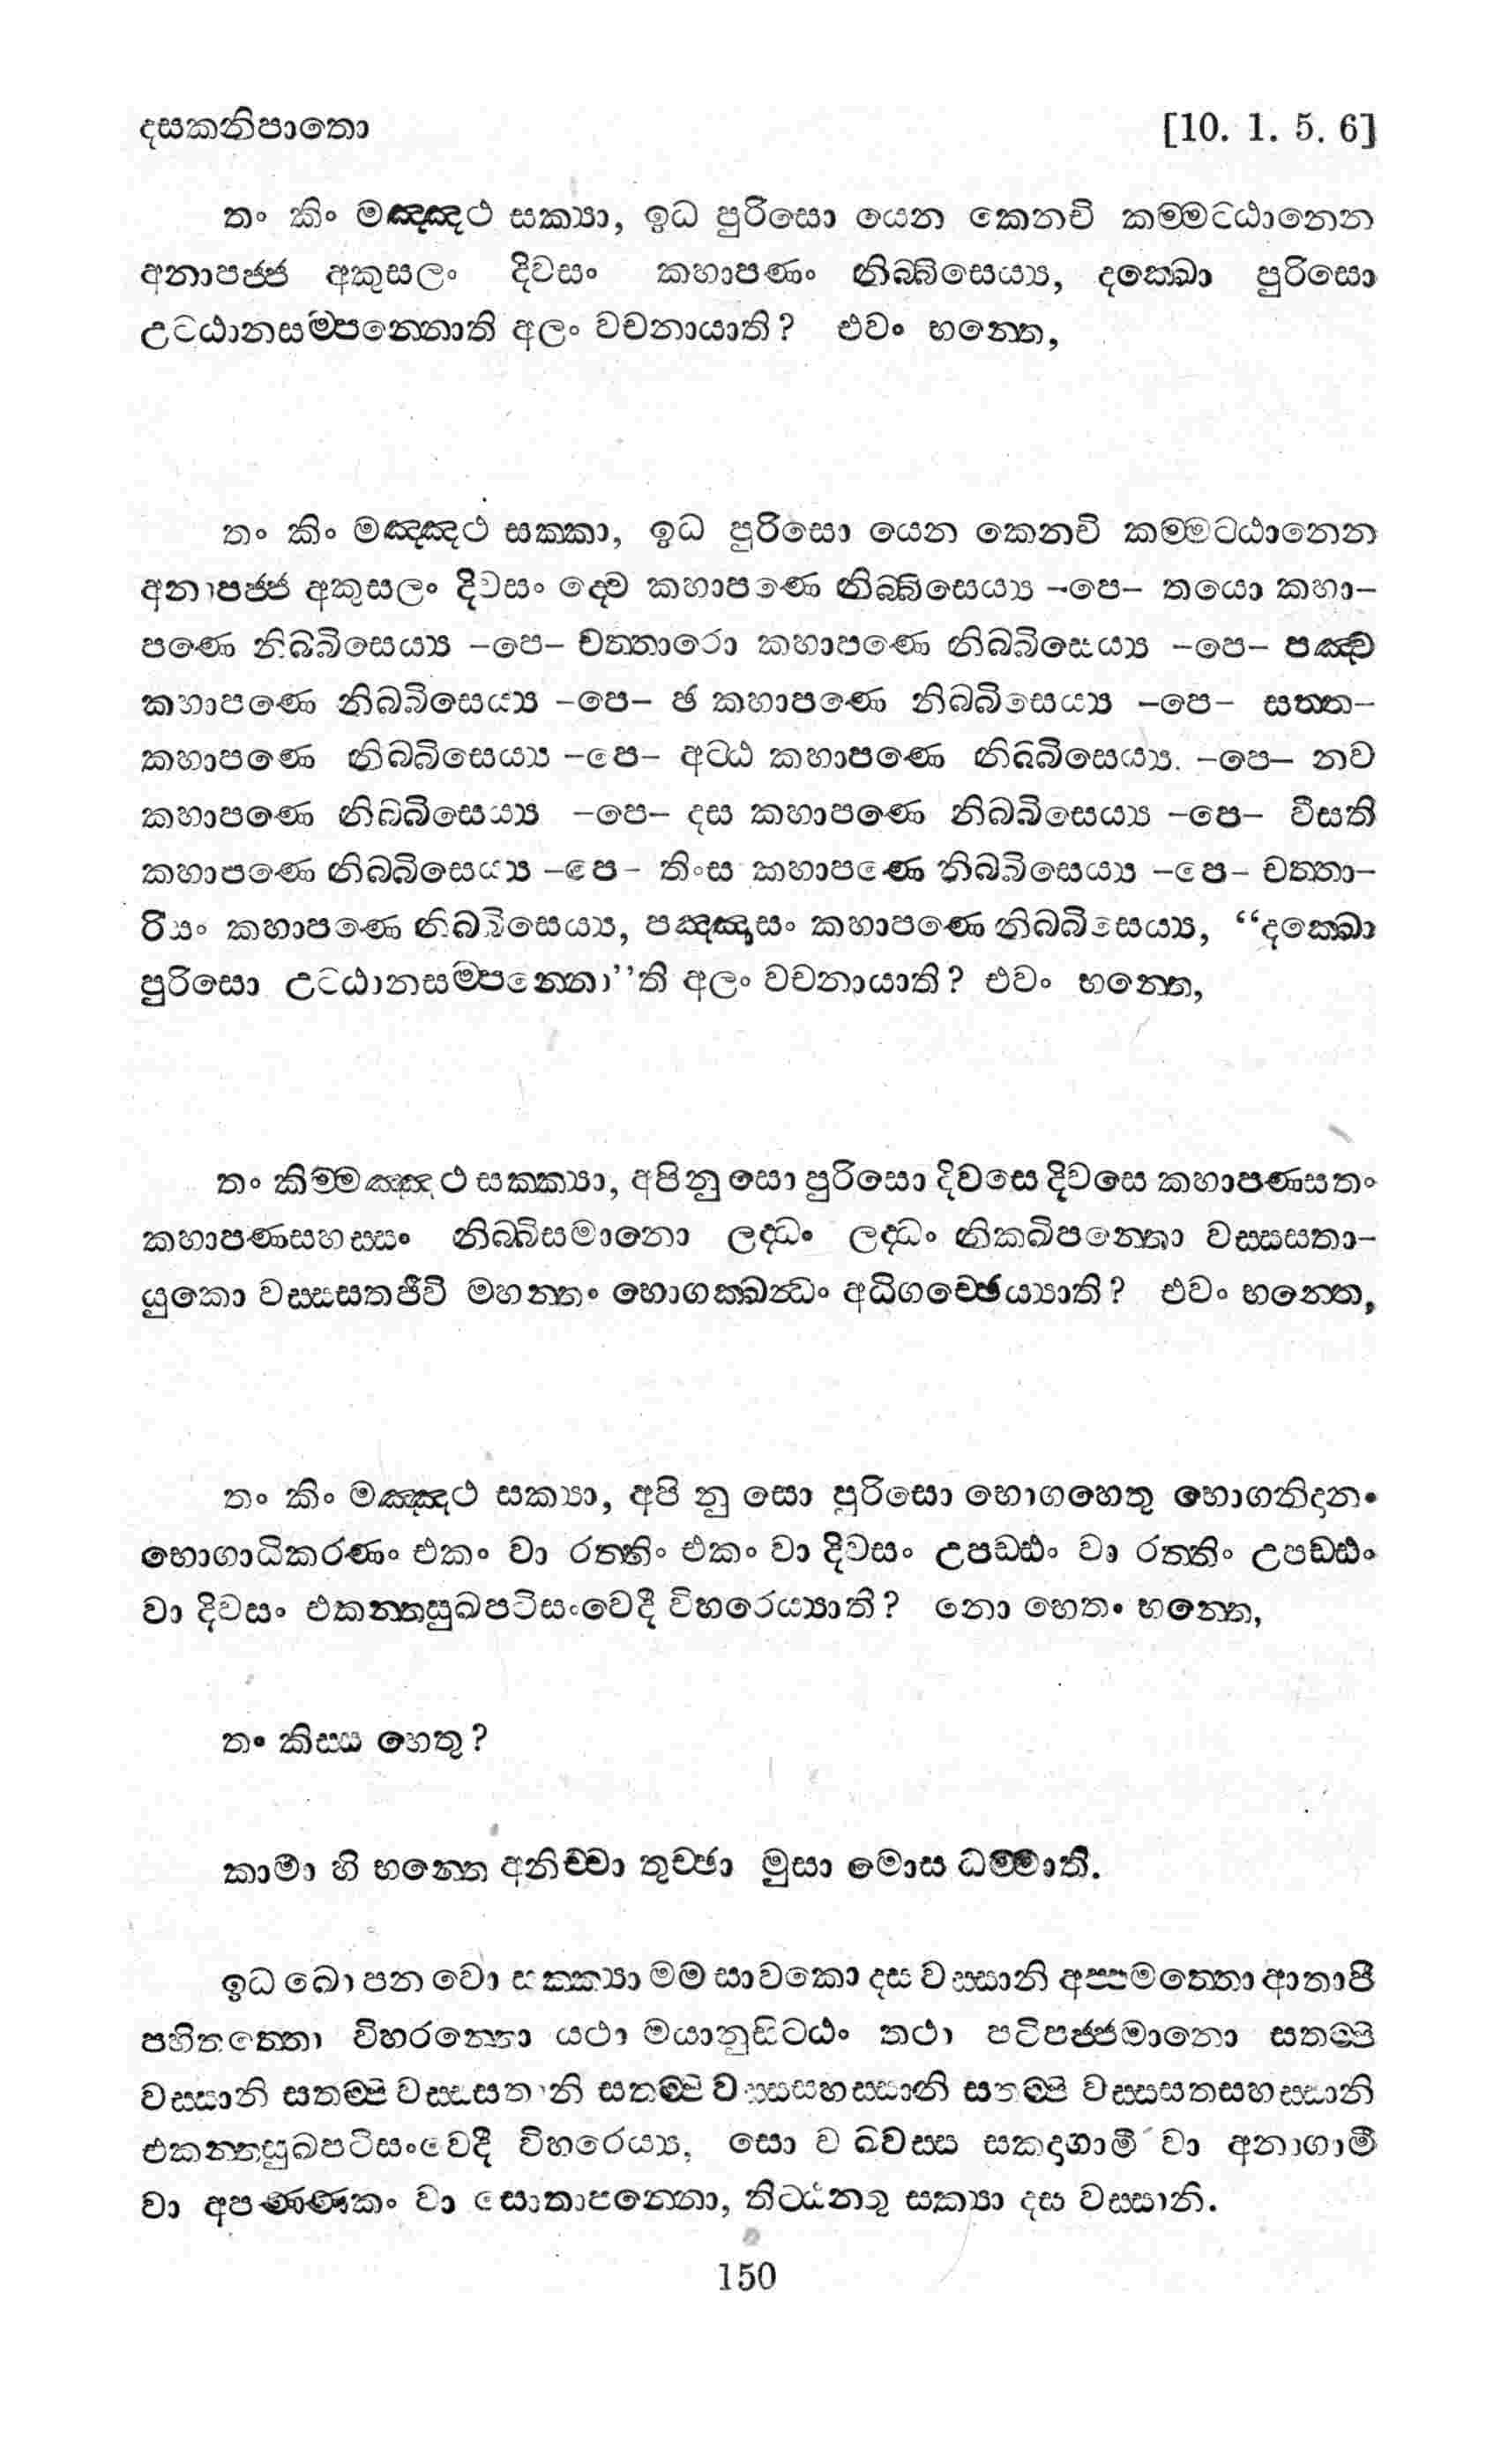 දසකනිපාතො [10. 1. 5. 6]
තං කිං මඤ්ඤථ සක්‍යා, ඉධ පුරිසො යෙන කෙනචි කම්මට්ඨානෙන
අනාපජ්ජ අකුසලං දිවසං කහාපණං නිබ්බිසෙය්‍ය, දක්ඛො පුරිසො
උට්ඨානසම්පන්නොති අලං වචනායාති? එවං භන්තෙ,
තං කිං මඤ්ඤථ සක්කා, ඉධ පුරිසො යෙන කෙනචි කම්මට්ඨානෙන
අනාපජ්ජ අකුසලං දිවසං ද්වෙ කහාපණෙ නිබ්බිසෙය්‍ය –පෙ– තයො කහා–
පණෙ නිබ්බිසෙය්‍ය –පෙ– චත්තාරො කහාපණෙ නිබ්බිසෙය්‍ය –පෙ– පඤ්ච
කහාපණෙ නිබ්බිසෙය්‍ය –පෙ– ඡ කහාපණෙ නිබ්බිසෙය්‍ය –පෙ– සත්ත–
කහාපණෙ නිබ්බිසෙය්‍ය –පෙ– අට්ඨ කහාපණෙ නිබ්බිසෙය්‍ය. –පෙ– නව
කහාපණෙ නිබ්බිසෙය්‍ය –පෙ– දස කහාපණෙ නිබ්බිසෙය්‍ය –පෙ– වීසති
කහාපණෙ නිබ්බිසෙය්‍ය –පෙ– තිංස කහාපණෙ නිබ්බිසෙය්‍ය –පෙ– චත්තා–
රීසං කහාපණෙ නිබ්බිසෙය්‍ය, පඤ්ඤාසං කහාපණෙ නිබ්බිසෙය්‍ය, “දක්ඛො
පුරිසො උට්ඨානසම්පන්නො”ති අලං වචනායාති? එවං භන්තෙ,
තං කිම්මඤ්ඤථ සක්ක්‍යා, අපිනු සො පුරිසො දිවසෙ දිවසෙ කහාපණසතං
කහාපණසහස්සං නිබ්බිසමානො ලද්ධං ලද්ධං නික්ඛිපන්තො වස්සසතා–
යුකො වස්සසතජීවී මහන්තං භොගක්ඛන්ධං අධිගච්ඡෙය්‍යාති? එවං භන්තෙ,
තං කිං මඤ්ඤථ සක්‍යා, අපි නු සො පුරිසො භොගහෙතු භොගනිදානං
භොගාධිකරණං එකං වා රත්තිං එකං වා දිවසං උපඩ්ඪං වා රත්තිං උපඩ්ඪං
වා දිවසං එකන්තසුඛපටිසංවෙදී විහරෙය්‍යාති? නො හෙතං භන්තෙ,
තං කිස්ස හෙතු?
කාමා හි භන්තෙ අනිච්චා තුච්ඡා මුසා මොස ධම්මාති.
ඉධ ඛො පන වො සක්ක්‍යා මම සාවකො දස වස්සානි අප්පමත්තො ආතාපී
පහිතත්තො විහරන්තො යථා මයානුසිට්ඨං තථා පටිපජ්ජමානො සතම්පි
වස්සානි සතම්පි වස්සසතානි සතම්පි වස්සසහස්සානි සතම්පි වස්සසතසහස්සානි
එකන්තසුඛපටිසංවෙදී විහරෙය්‍ය, සො ච ඛ්වස්ස සකදාගාමී වා අනාගාමී
වා අපණ්ණකං වා සොතාපන්නො, තිට්ඨන්තු සක්‍යා දස වස්සානි.
150